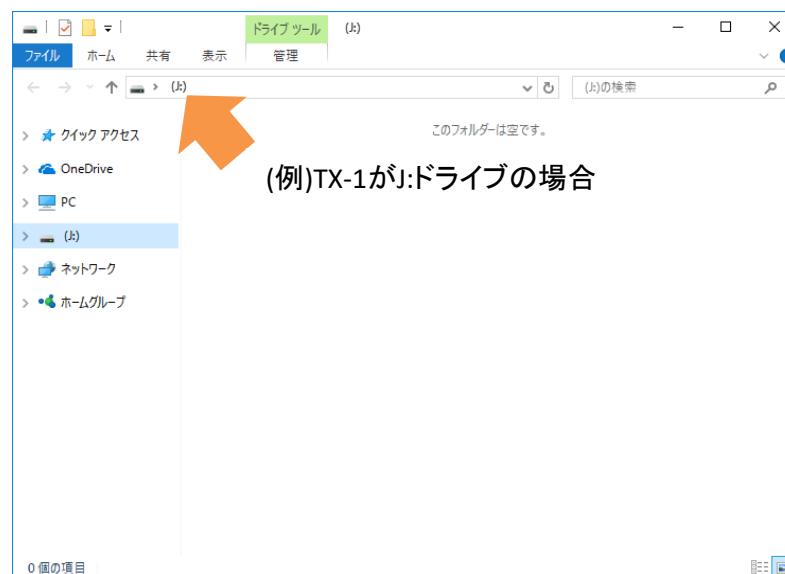 ドライブ ツール (J:)
ファイル ホーム 共有 表示 管理
(J:) (J:)の検索
クイック アクセス
このフォルダーは空です。
OneDrive
(例)TX-1がJ:ドライブの場合
PC
(J:)
ネットワーク
ホームグループ
0 個の項目